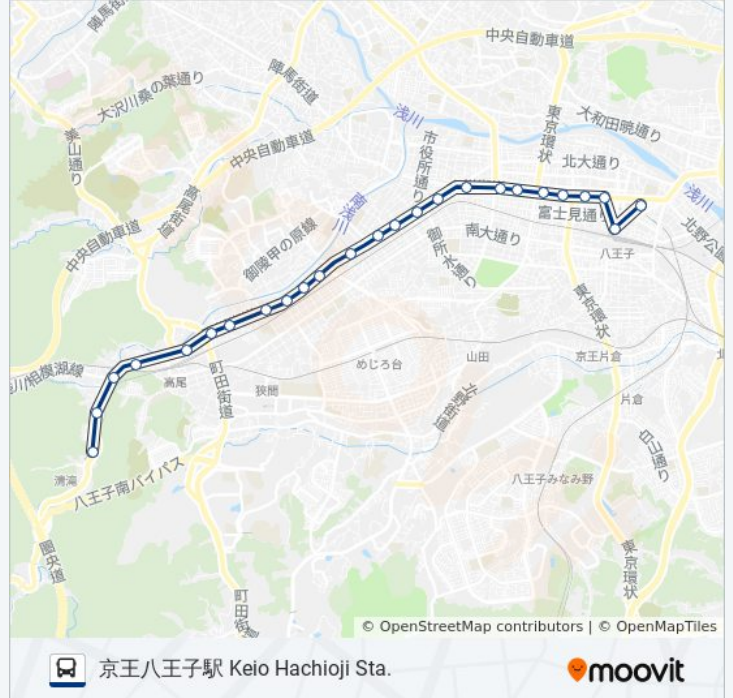 陣馬街
中央自動車道
陣馬街道
大沢川桑の葉通り
浅川
大和田暁通り
東京環状
市役所通り
中央自動車道
美山通り
北大通り
高尾街道
浅川
南浅川
富士見通
中央自動車道
御陵甲の原線
御所水通り
南大通り
北野公園
八王子
東京環状
相模湖線
町田街道
めじろ台
山田
京王片倉
高尾
狭間
片倉
北野街道
白山通り
清滝
八王子南バイパス
八王子みなみ野
圏央道
東京環状
町田街
© OpenStreetMap contributors | © OpenMapTiles
京王八王子駅 Keio Hachioji Sta.
moovit